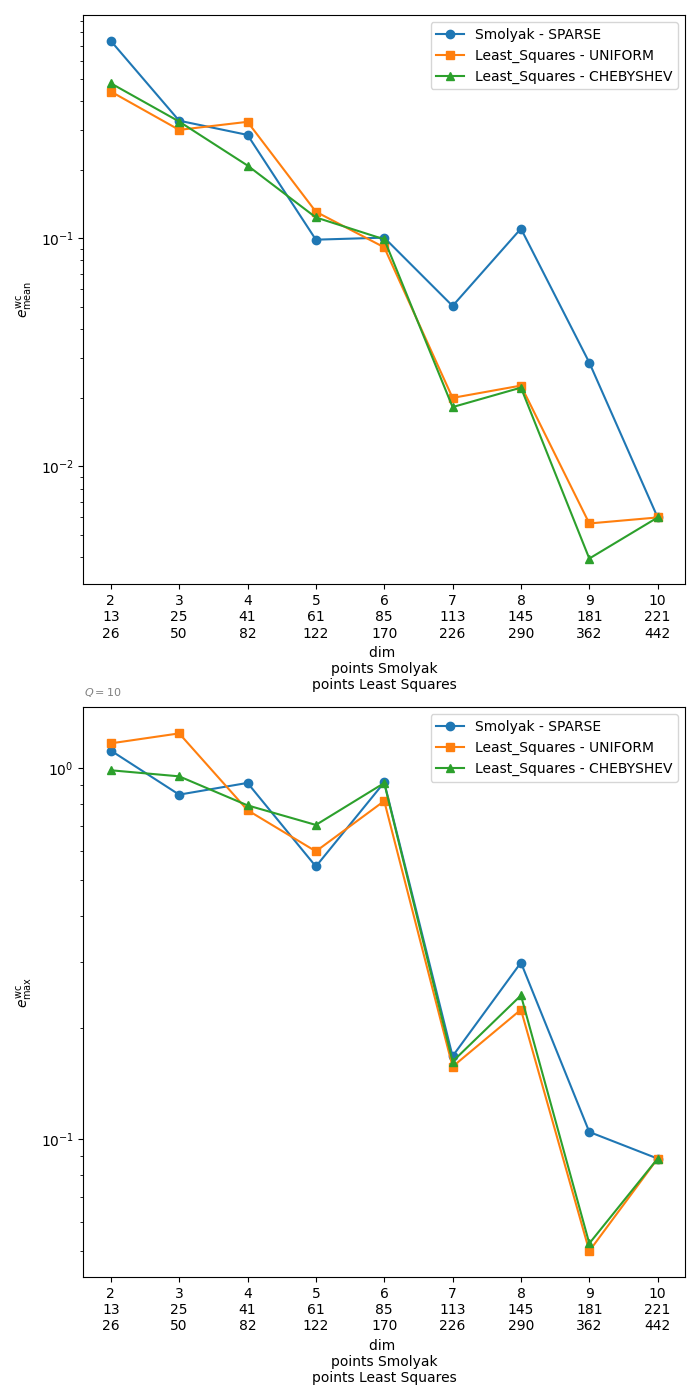 Smolyak - SPARSE
Least_Squares - UNIFORM
Least_Squares - CHEBYSHEV
10⁻¹
10⁻²
e^wc_mean
2 3 4 5 6 7 8 9 10
13 25 41 61 85 113 145 181 221
26 50 82 122 170 226 290 362 442
dim
points Smolyak
points Least Squares
Q = 10
Smolyak - SPARSE
Least_Squares - UNIFORM
Least_Squares - CHEBYSHEV
10⁰
10⁻¹
e^wc_max
2 3 4 5 6 7 8 9 10
13 25 41 61 85 113 145 181 221
26 50 82 122 170 226 290 362 442
dim
points Smolyak
points Least Squares